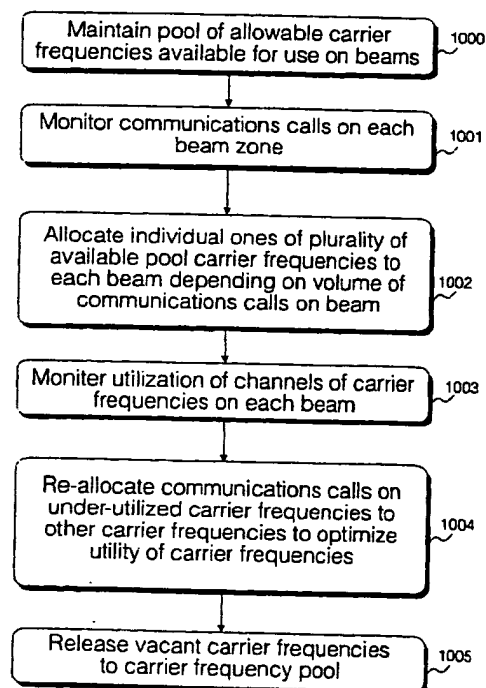 Maintain pool of allowable carrier
frequencies available for use on beams
1000
Monitor communications calls on each
beam zone
1001
Allocate individual ones of plurality of
available pool carrier frequencies to
each beam depending on volume of
communications calls on beam
1002
Moniter utilization of channels of carrier
frequencies on each beam
1003
Re-allocate communications calls on
under-utilized carrier frequencies to
other carrier frequencies to optimize
utility of carrier frequencies
1004
Release vacant carrier frequencies
to carrier frequency pool
1005